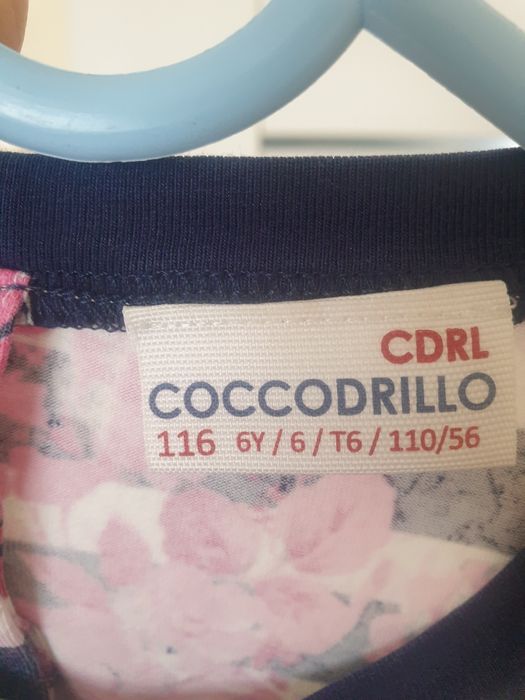 CDRL
COCCODRILLO
116 6Y / 6 / T6 / 110/56